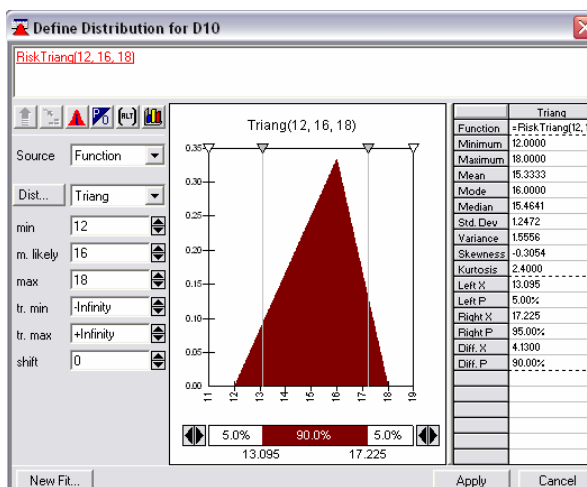 Define Distribution for D10
RiskTriang(12, 16, 18)
Source Function
Dist... Triang
min 12
m. likely 16
max 18
tr. min -Infinity
tr. max +Infinity
shift 0
New Fit...
Triang(12, 16, 18)
0.35
0.30
0.25
0.20
0.15
0.10
0.05
0.00
11 12 13 14 15 16 17 18 19
5.0% 90.0% 5.0%
13.095 17.225
Triang
Function =RiskTriang(12, 1
Minimum 12.0000
Maximum 18.0000
Mean 15.3333
Mode 16.0000
Median 15.4641
Std. Dev 1.2472
Variance 1.5556
Skewness -0.3054
Kurtosis 2.4000
Left X 13.095
Left P 5.00%
Right X 17.225
Right P 95.00%
Diff. X 4.1300
Diff. P 90.00%
Apply Cancel